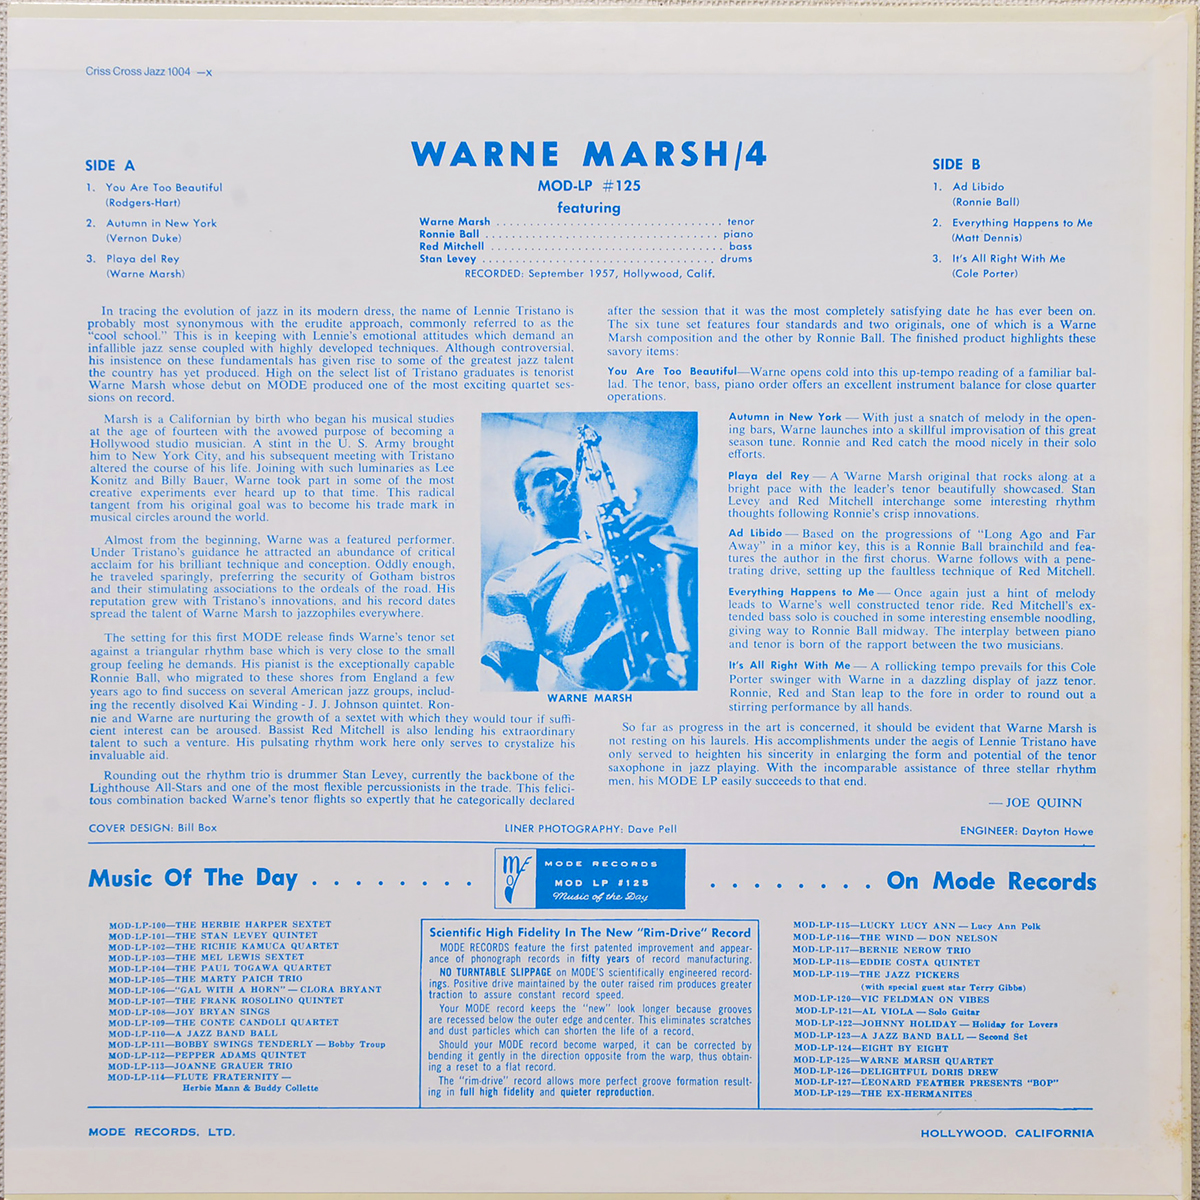 Criss Cross Jazz 1004 –x
WARNE MARSH/4
MOD-LP #125
featuring
Warne Marsh . . . . . . . . . . . . . . . . . . . . . . . . . . . . . . . . tenor
Ronnie Ball . . . . . . . . . . . . . . . . . . . . . . . . . . . . . . . . piano
Red Mitchell . . . . . . . . . . . . . . . . . . . . . . . . . . . . . . . . bass
Stan Levey . . . . . . . . . . . . . . . . . . . . . . . . . . . . . . . . drums
RECORDED: September 1957, Hollywood, Calif.
SIDE A
1. You Are Too Beautiful
(Rodgers-Hart)
2. Autumn in New York
(Vernon Duke)
3. Playa del Rey
(Warne Marsh)
SIDE B
1. Ad Libido
(Ronnie Ball)
2. Everything Happens to Me
(Matt Dennis)
3. It's All Right With Me
(Cole Porter)
In tracing the evolution of jazz in its modern dress, the name of Lennie Tristano is
probably most synonymous with the erudite approach, commonly referred to as the
"cool school." This is in keeping with Lennie's emotional attitudes which demand an
infallible jazz sense coupled with highly developed techniques. Although controversial,
his insistence on these fundamentals has given rise to some of the greatest jazz talent
the country has yet produced. High on the select list of Tristano graduates is tenorist
Warne Marsh whose debut on MODE produced one of the most exciting quartet ses-
sions on record.
Marsh is a Californian by birth who began his musical studies
at the age of fourteen with the avowed purpose of becoming a
Hollywood studio musician. A stint in the U. S. Army brought
him to New York City, and his subsequent meeting with Tristano
altered the course of his life. Joining with such luminaries as Lee
Konitz and Billy Bauer, Warne took part in some of the most
creative experiments ever heard up to that time. This radical
tangent from his original goal was to become his trade mark in
musical circles around the world.
Almost from the beginning, Warne was a featured performer.
Under Tristano's guidance he attracted an abundance of critical
acclaim for his brilliant technique and conception. Oddly enough,
he traveled sparingly, preferring the security of Gotham bistros
and their stimulating associations to the ordeals of the road. His
reputation grew with Tristano's innovations, and his record dates
spread the talent of Warne Marsh to jazzophiles everywhere.
The setting for this first MODE release finds Warne's tenor set
against a triangular rhythm base which is very close to the small
group feeling he demands. His pianist is the exceptionally capable
Ronnie Ball, who migrated to these shores from England a few
years ago to find success on several American jazz groups, includ-
ing the recently disolved Kai Winding - J. J. Johnson quintet. Ron-
nie and Warne are nurturing the growth of a sextet with which they would tour if suffi-
cient interest can be aroused. Bassist Red Mitchell is also lending his extraordinary
talent to such a venture. His pulsating rhythm work here only serves to crystalize his
invaluable aid.
Rounding out the rhythm trio is drummer Stan Levey, currently the backbone of the
Lighthouse All-Stars and one of the most flexible percussionists in the trade. This felici-
tous combination backed Warne's tenor flights so expertly that he categorically declared
WARNE MARSH
after the session that it was the most completely satisfying date he has ever been on.
The six tune set features four standards and two originals, one of which is a Warne
Marsh composition and the other by Ronnie Ball. The finished product highlights these
savory items:
You Are Too Beautiful—Warne opens cold into this up-tempo reading of a familiar bal-
lad. The tenor, bass, piano order offers an excellent instrument balance for close quarter
operations.
Autumn in New York — With just a snatch of melody in the open-
ing bars, Warne launches into a skillful improvisation of this great
season tune. Ronnie and Red catch the mood nicely in their solo
efforts.
Playa del Rey — A Warne Marsh original that rocks along at a
bright pace with the leader's tenor beautifully showcased. Stan
Levey and Red Mitchell interchange some interesting rhythm
thoughts following Ronnie's crisp innovations.
Ad Libido — Based on the progressions of "Long Ago and Far
Away" in a minor key, this is a Ronnie Ball brainchild and fea-
tures the author in the first chorus. Warne follows with a pene-
trating drive, setting up the faultless technique of Red Mitchell.
Everything Happens to Me — Once again just a hint of melody
leads to Warne's well constructed tenor ride. Red Mitchell's ex-
tended bass solo is couched in some interesting ensemble noodling,
giving way to Ronnie Ball midway. The interplay between piano
and tenor is born of the rapport between the two musicians.
It's All Right With Me — A rollicking tempo prevails for this Cole
Porter swinger with Warne in a dazzling display of jazz tenor.
Ronnie, Red and Stan leap to the fore in order to round out a
stirring performance by all hands.
So far as progress in the art is concerned, it should be evident that Warne Marsh is
not resting on his laurels. His accomplishments under the aegis of Lennie Tristano have
only served to heighten his sincerity in enlarging the form and potential of the tenor
saxophone in jazz playing. With the incomparable assistance of three stellar rhythm
men, his MODE LP easily succeeds to that end.
—JOE QUINN
COVER DESIGN: Bill Box
LINER PHOTOGRAPHY: Dave Pell
ENGINEER: Dayton Howe
Music Of The Day . . . . . . . .
MODE RECORDS
MOD LP #125
Music of the Day
. . . . . . . . On Mode Records
MOD-LP-100—THE HERBIE HARPER SEXTET
MOD-LP-101—THE STAN LEVEY QUINTET
MOD-LP-102—THE RICHIE KAMUCA QUARTET
MOD-LP-103—THE MEL LEWIS SEXTET
MOD-LP-104—THE PAUL TOGAWA QUARTET
MOD-LP-105—THE MARTY PAICH TRIO
MOD-LP-106—"GAL WITH A HORN" — CLORA BRYANT
MOD-LP-107—THE FRANK ROSOLINO QUINTET
MOD-LP-108—JOY BRYAN SINGS
MOD-LP-109—THE CONTE CANDOLI QUARTET
MOD-LP-110—A JAZZ BAND BALL
MOD-LP-111—BOBBY SWINGS TENDERLY — Bobby Troup
MOD-LP-112—PEPPER ADAMS QUINTET
MOD-LP-113—JOANNE GRAUER TRIO
MOD-LP-114—FLUTE FRATERNITY —
Herbie Mann & Buddy Collette
Scientific High Fidelity In The New "Rim-Drive" Record
MODE RECORDS feature the first patented improvement and appear-
ance of phonograph records in fifty years of record manufacturing.
NO TURNTABLE SLIPPAGE on MODE'S scientifically engineered record-
ings. Positive drive maintained by the outer raised rim produces greater
traction to assure constant record speed.
Your MODE record keeps the "new" look longer because grooves
are recessed below the outer edge and center. This eliminates scratches
and dust particles which can shorten the life of a record.
Should your MODE record become warped, it can be corrected by
bending it gently in the direction opposite from the warp, thus obtain-
ing a reset to a flat record.
The "rim-drive" record allows more perfect groove formation result-
ing in full high fidelity and quieter reproduction.
MOD-LP-115—LUCKY LUCY ANN — Lucy Ann Polk
MOD-LP-116—THE WIND — DON NELSON
MOD-LP-117—BERNIE NEROW TRIO
MOD-LP-118—EDDIE COSTA QUINTET
MOD-LP-119—THE JAZZ PICKERS
(with special guest star Terry Gibbs)
MOD-LP-120—VIC FELDMAN ON VIBES
MOD-LP-121—AL VIOLA — Solo Guitar
MOD-LP-122—JOHNNY HOLIDAY — Holiday for Lovers
MOD-LP-123—A JAZZ BAND BALL — Second Set
MOD-LP-124—EIGHT BY EIGHT
MOD-LP-125—WARNE MARSH QUARTET
MOD-LP-126—DELIGHTFUL DORIS DREW
MOD-LP-127—LEONARD FEATHER PRESENTS "BOP"
MOD-LP-129—THE EX-HERMANITES
MODE RECORDS, LTD.
HOLLYWOOD, CALIFORNIA